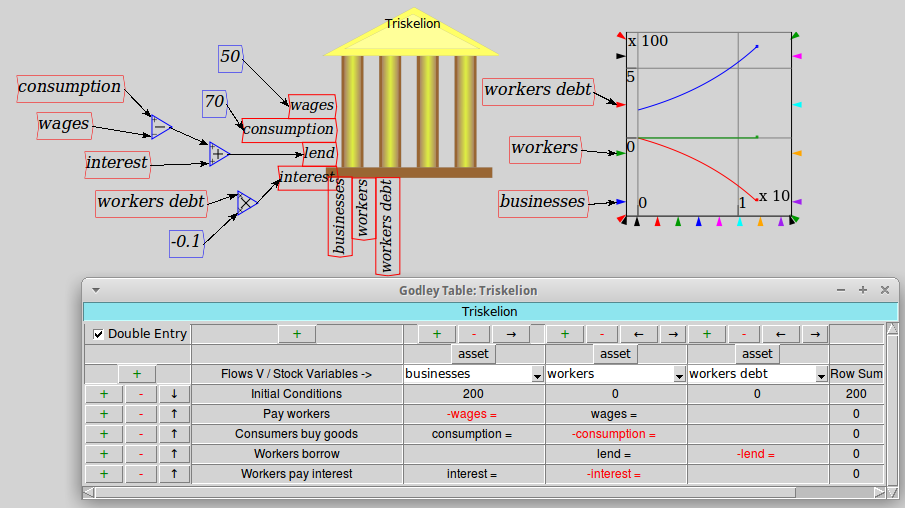 Triskelion
50
70
consumption
wages
interest
workers debt
-0.1
−
+
×
wages
consumption
lend
interest
businesses
workers
workers debt
x 100
5
0
0
1
x 10
workers debt
workers
businesses
Godley Table: Triskelion
Triskelion
Double Entry + + - → + - ← → + - ← →
asset asset asset
+ Flows V / Stock Variables -> businesses workers workers debt Row Sum
+ - ↓ Initial Conditions 200 0 0 200
+ - ↑ Pay workers -wages = wages = 0
+ - ↑ Consumers buy goods consumption = -consumption = 0
+ - ↑ Workers borrow lend = -lend = 0
+ - ↑ Workers pay interest interest = -interest = 0